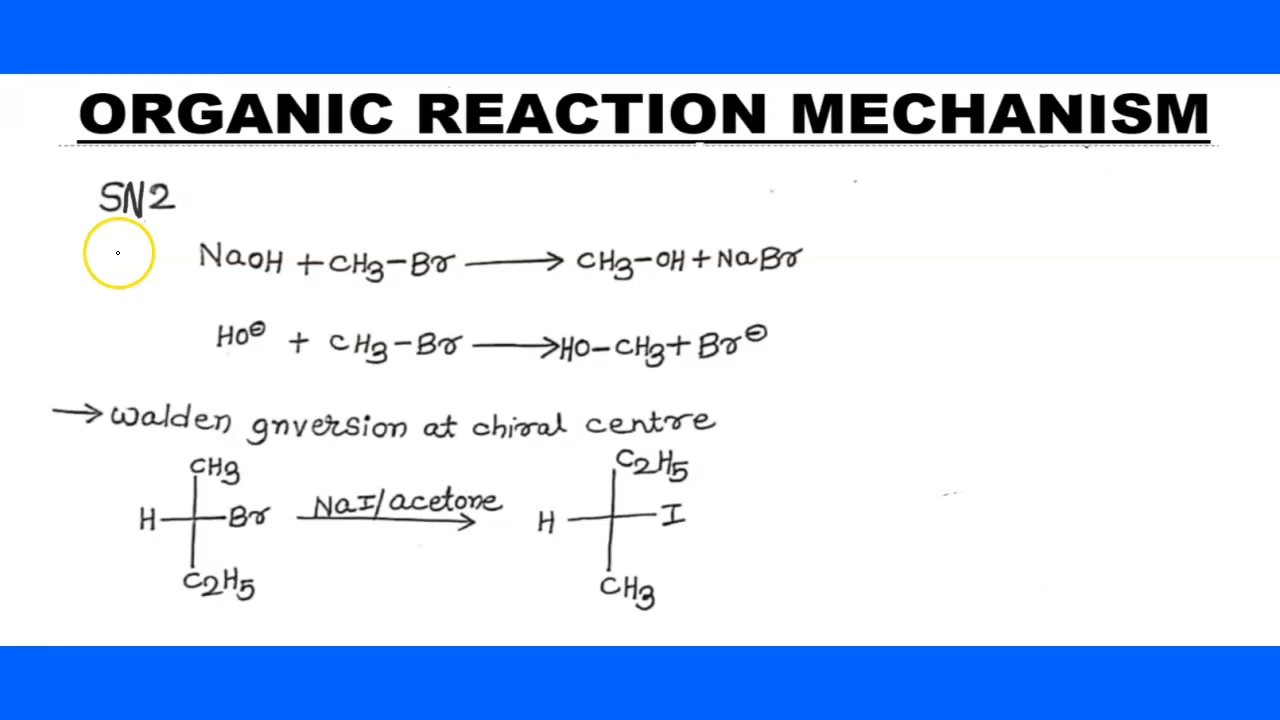 ORGANIC REACTION MECHANISM
SN2
NaOH + CH3-Br ⟶ CH3-OH + NaBr
HO⊖ + CH3-Br ⟶ HO-CH3 + Br⊖
→ walden gnversion at chiral centre
CH3 C2H5
H Br NaI/acetone H I
C2H5 CH3